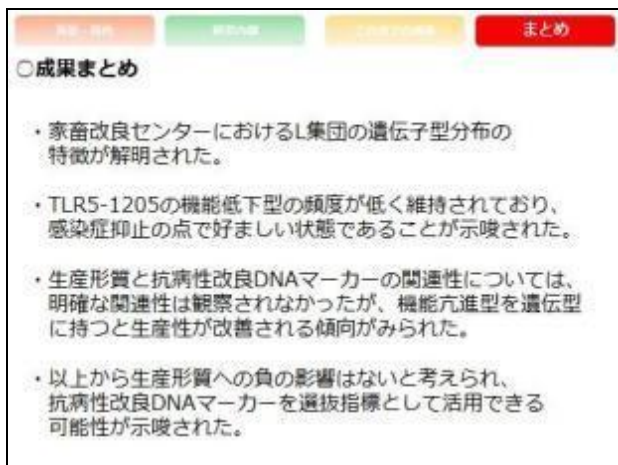 まとめ
○成果まとめ
・家畜改良センターにおけるL集団の遺伝子型分布の
特徴が解明された。
・TLR5-1205の機能低下型の頻度が低く維持されており、
感染症抑止の点で好ましい状態であることが示唆された。
・生産形質と抗病性改良DNAマーカーの関連性については、
明確な関連性は観察されなかったが、機能亢進型を遺伝型
に持つと生産性が改善される傾向がみられた。
・以上から生産形質への負の影響はないと考えられ、
抗病性改良DNAマーカーを選抜指標として活用できる
可能性が示唆された。